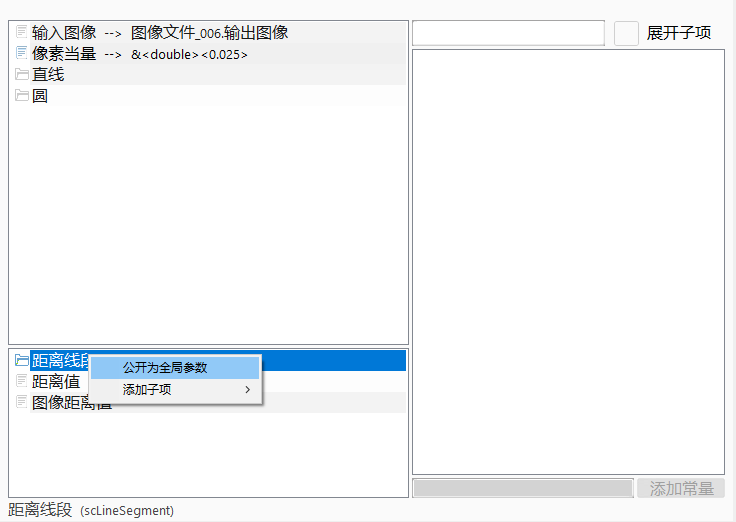 输入图像 --> 图像文件_006.输出图像
像素当量 --> &<double><0.025>
直线
圆
展开子项
距离线段
公开为全局参数
距离值
添加子项
图像距离值
添加常量
距离线段 (scLineSegment)